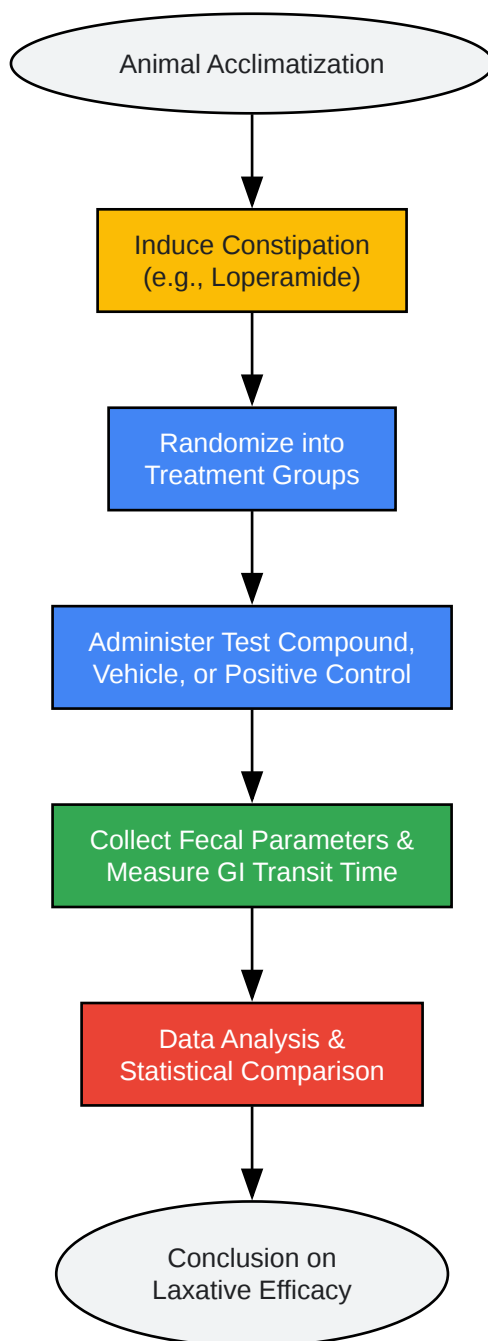 Animal Acclimatization
Induce Constipation
(e.g., Loperamide)
Randomize into
Treatment Groups
Administer Test Compound,
Vehicle, or Positive Control
Collect Fecal Parameters &
Measure GI Transit Time
Data Analysis &
Statistical Comparison
Conclusion on
Laxative Efficacy